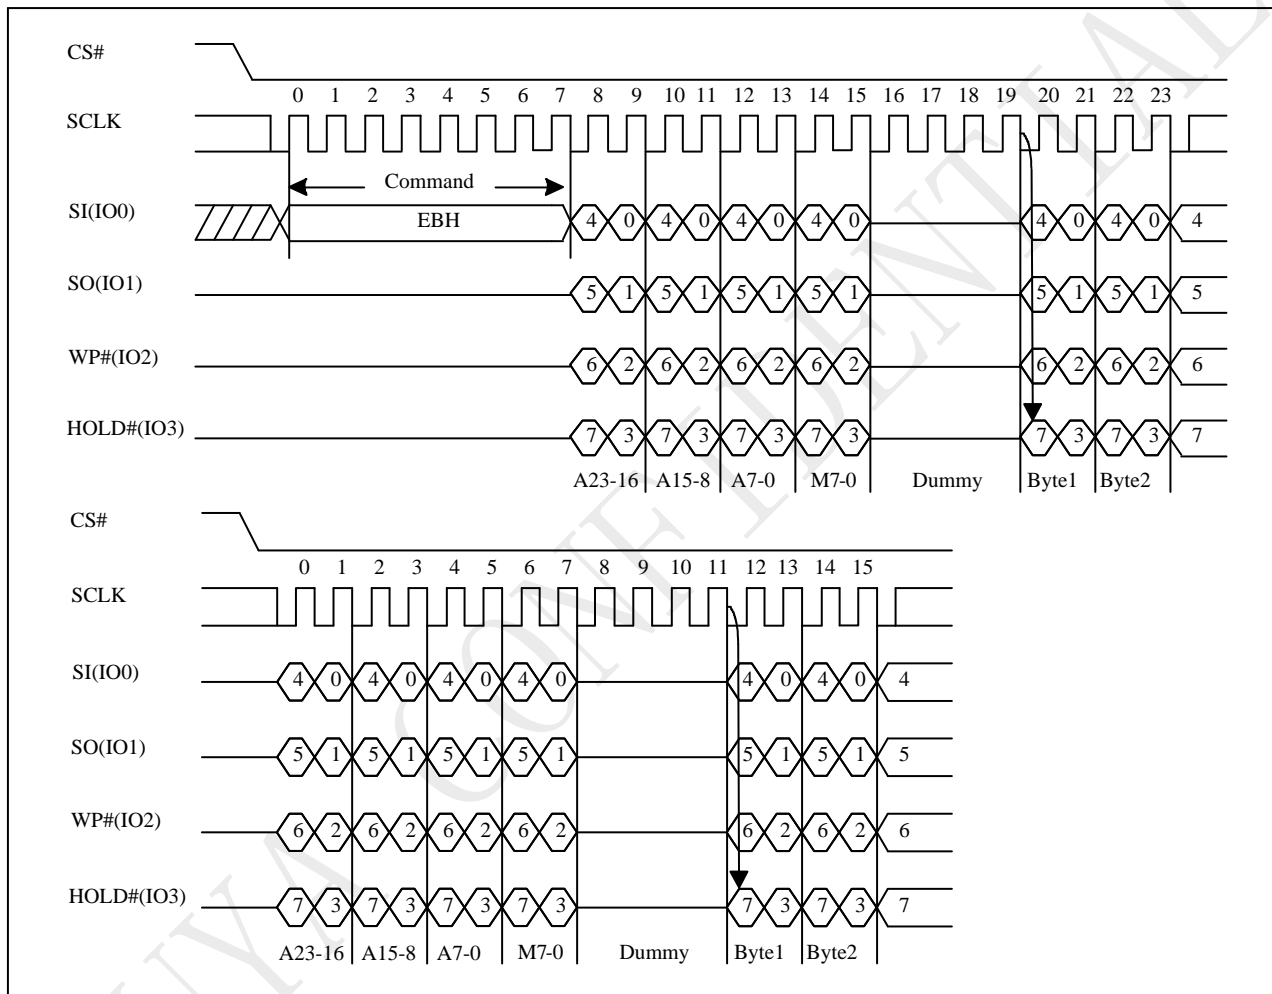 CS#
0 1 2 3 4 5 6 7 8 9 10 11 12 13 14 15 16 17 18 19 20 21 22 23
SCLK
Command
SI(IO0) EBH 4 0 4 0 4 0 4 0 4 0 4 0 4
SO(IO1) 5 1 5 1 5 1 5 1 5 1 5 1 5
WP#(IO2) 6 2 6 2 6 2 6 2 6 2 6 2 6
HOLD#(IO3) 7 3 7 3 7 3 7 3 7 3 7 3 7
A23-16 A15-8 A7-0 M7-0 Dummy Byte1 Byte2
CS#
0 1 2 3 4 5 6 7 8 9 10 11 12 13 14 15
SCLK
SI(IO0) 4 0 4 0 4 0 4 0 4 0 4 0 4
SO(IO1) 5 1 5 1 5 1 5 1 5 1 5 1 5
WP#(IO2) 6 2 6 2 6 2 6 2 6 2 6 2 6
HOLD#(IO3) 7 3 7 3 7 3 7 3 7 3 7 3 7
A23-16 A15-8 A7-0 M7-0 Dummy Byte1 Byte2
CONFIDENTIAL